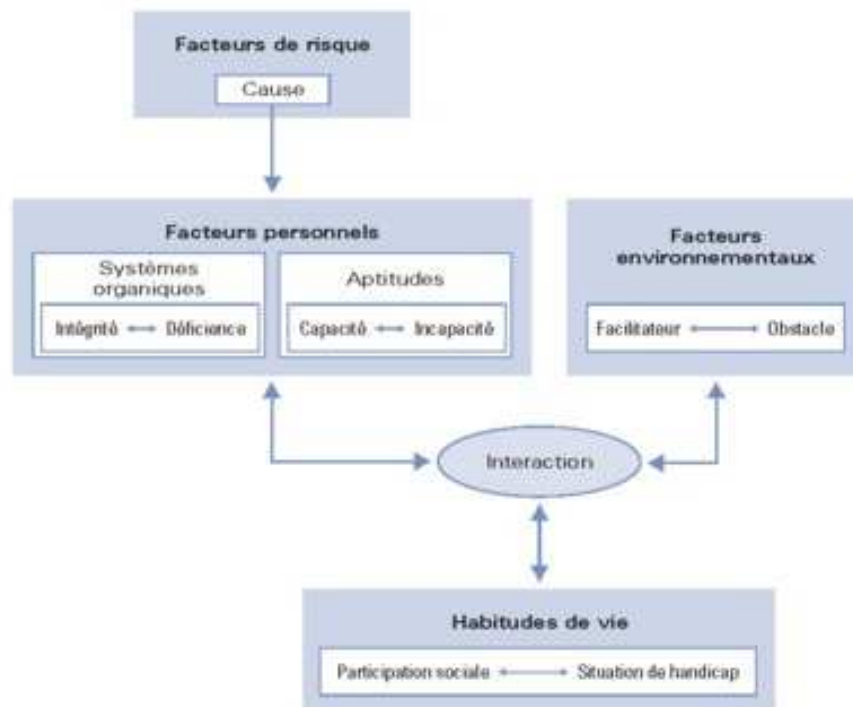 Facteurs de risque
Cause
Facteurs personnels
Systèmes
organiques
Intégrité
Déficience
Aptitudes
Capacité
Incapacité
Facteurs
environnementaux
Facilitateur
Obstacle
Interaction
Habitudes de vie
Participation sociale
Situation de handicap